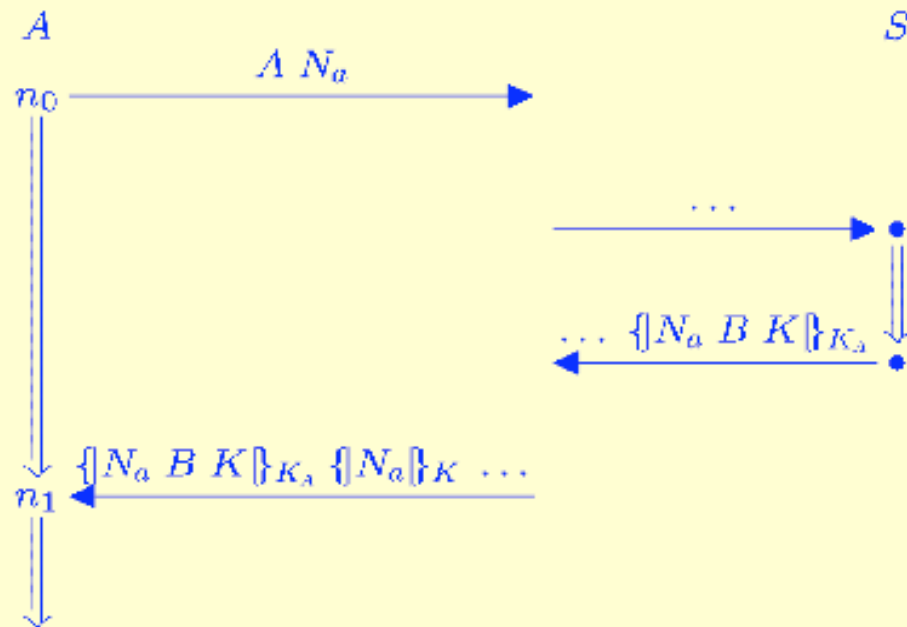 A S
A N_a
n_0
. . .
... {|N_a B K|}_{K_A}
{|N_a B K|}_{K_A} {|N_a|}_K ...
n_1